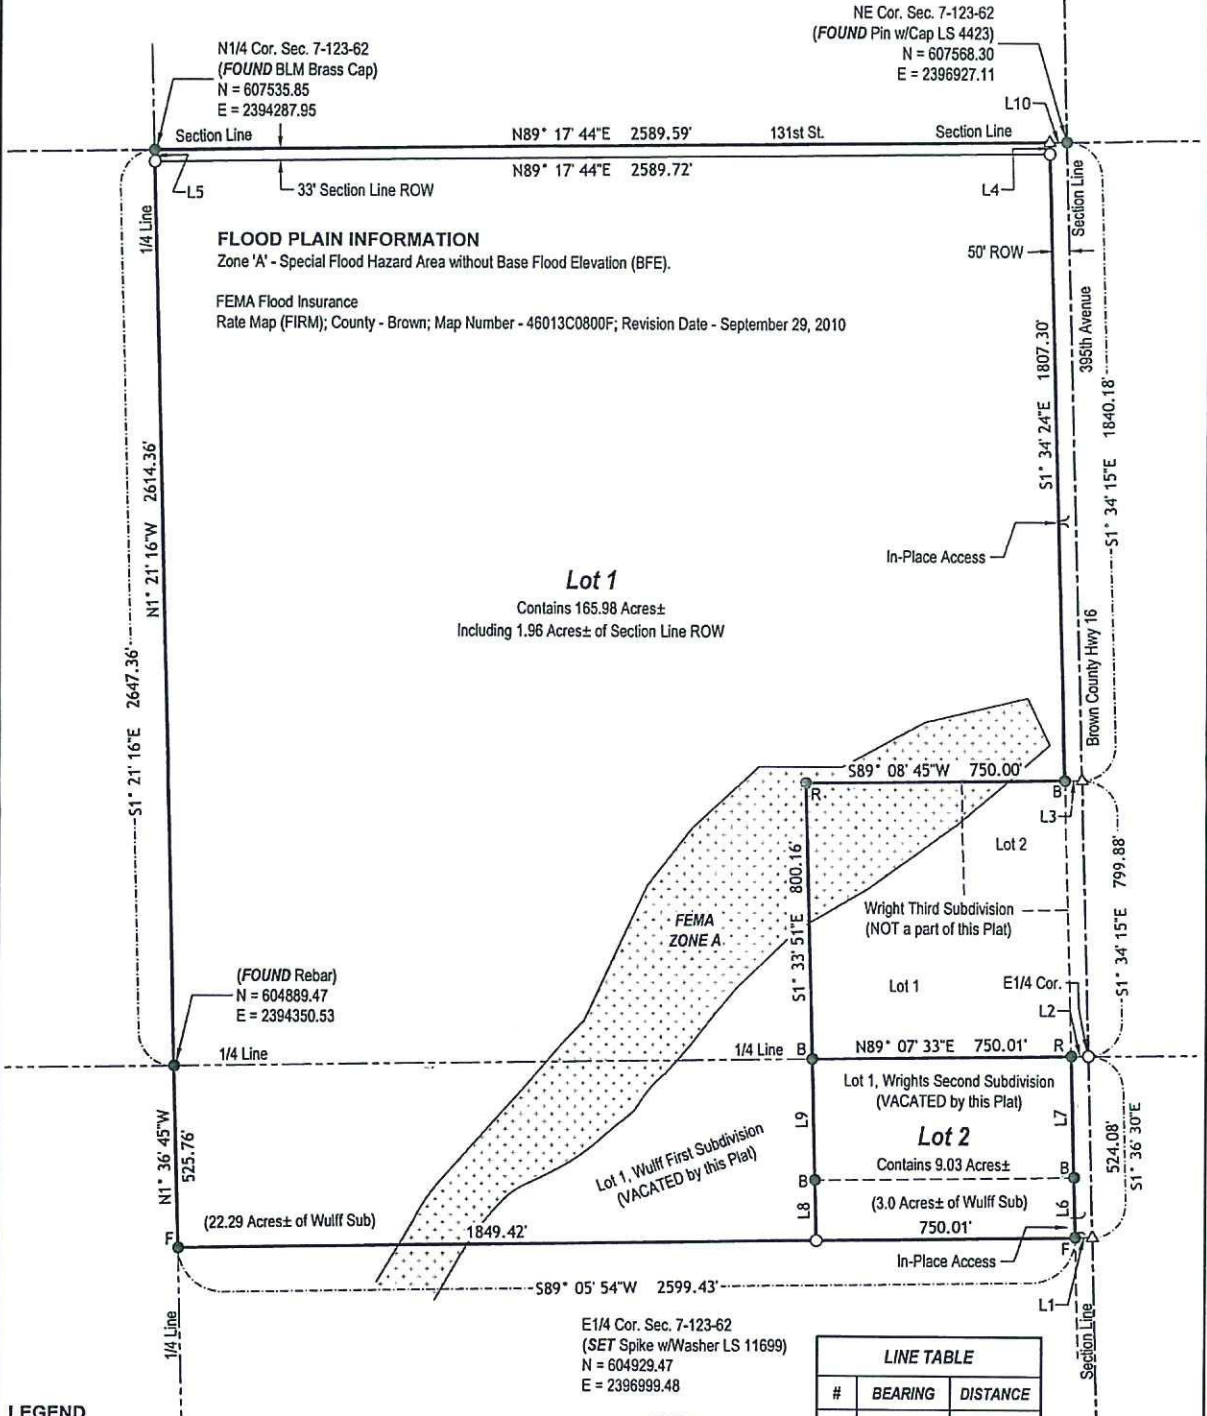 N1/4 Cor. Sec. 7-123-62
(FOUND BLM Brass Cap)
N = 607535.85
E = 2394287.95
NE Cor. Sec. 7-123-62
(FOUND Pin w/Cap LS 4423)
N = 607568.30
E = 2396927.11
L10
Section Line
N89° 17' 44"E 2589.59'
131st St.
Section Line
N89° 17' 44"E 2589.72'
L5
33' Section Line ROW
L4
1/4 Line
Section Line
FLOOD PLAIN INFORMATION
Zone 'A' - Special Flood Hazard Area without Base Flood Elevation (BFE).
50' ROW
FEMA Flood Insurance
Rate Map (FIRM); County - Brown; Map Number - 46013C0800F; Revision Date - September 29, 2010
395th Avenue
S1° 34' 24"E 1807.30'
S1° 34' 15"E 1840.18'
N1° 21' 16"W 2614.36'
S1° 21' 16"E 2647.36'
In-Place Access
Lot 1
Contains 165.98 Acres±
Including 1.96 Acres± of Section Line ROW
Brown County Hwy 16
S89° 08' 45"W 750.00'
R
B
L3
Lot 2
S1° 33' 51"E 800.16'
S1° 34' 15"E 799.88'
FEMA
ZONE A
Wright Third Subdivision
(NOT a part of this Plat)
(FOUND Rebar)
N = 604889.47
E = 2394350.53
Lot 1
E1/4 Cor.
L2
1/4 Line
1/4 Line
B
N89° 07' 33"E 750.01'
R
Lot 1, Wrights Second Subdivision
(VACATED by this Plat)
L9
L7
Lot 2
Contains 9.03 Acres±
N1° 36' 45"W
525.76'
524.08'
S1° 36' 30"E
Lot 1, Wulff First Subdivision
(VACATED by this Plat)
B
B
L8
(3.0 Acres± of Wulff Sub)
L6
(22.29 Acres± of Wulff Sub)
F
1849.42'
750.01'
F
In-Place Access
S89° 05' 54"W 2599.43'
L1
1/4 Line
Section Line
E1/4 Cor. Sec. 7-123-62
(SET Spike w/Washer LS 11699)
N = 604929.47
E = 2396999.48
LINE TABLE
# BEARING DISTANCE
LEGEND